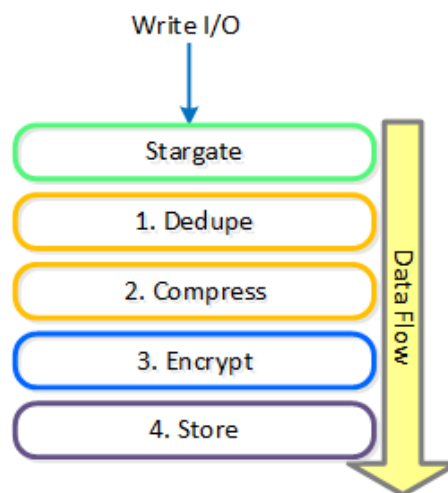 Write I/O
Stargate
1. Dedupe
2. Compress
3. Encrypt
4. Store
Data Flow